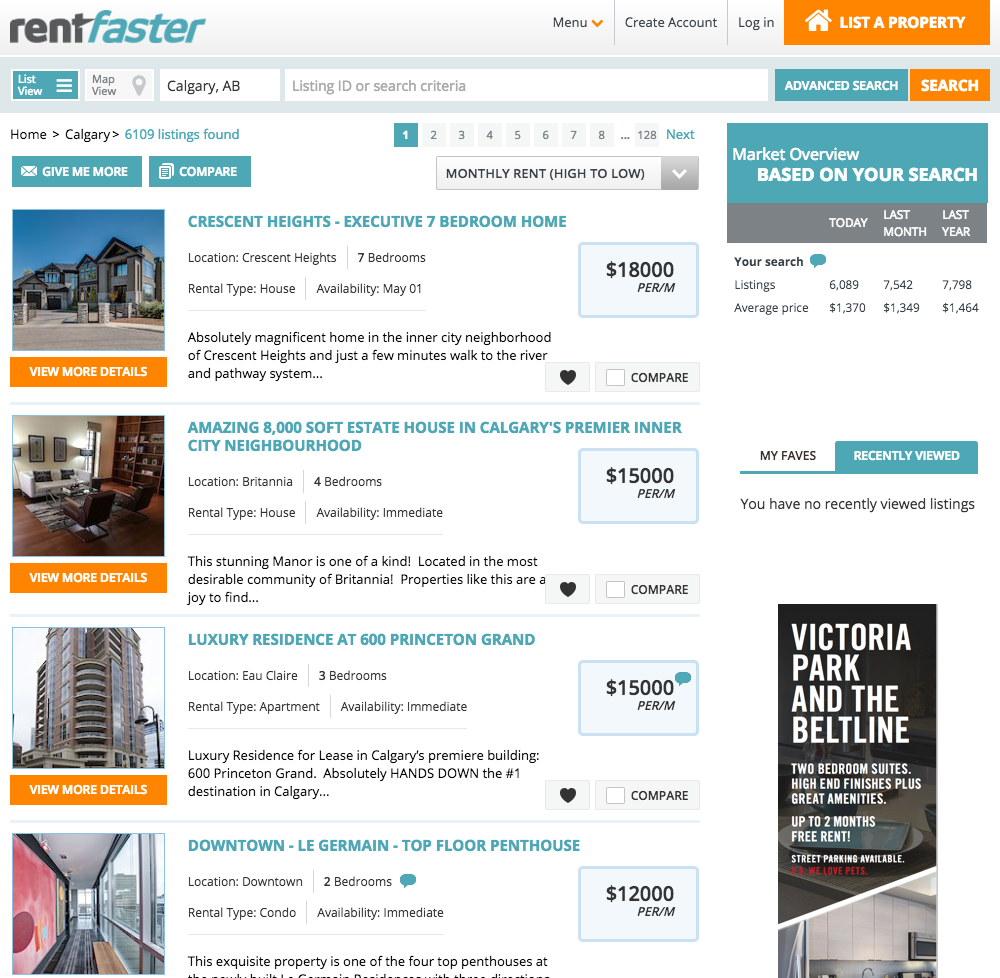 rentfaster
Menu
Create Account
Log in
LIST A PROPERTY
List
View
Map
View
Calgary, AB
Listing ID or search criteria
ADVANCED SEARCH
SEARCH
Home > Calgary> 6109 listings found
1 2 3 4 5 6 7 8 ... 128 Next
GIVE ME MORE
COMPARE
MONTHLY RENT (HIGH TO LOW)
CRESCENT HEIGHTS - EXECUTIVE 7 BEDROOM HOME
Location: Crescent Heights 7 Bedrooms
Rental Type: House Availability: May 01
$18000
PER/M
Absolutely magnificent home in the inner city neighborhood
of Crescent Heights and just a few minutes walk to the river
and pathway system...
VIEW MORE DETAILS
COMPARE
AMAZING 8,000 SOFT ESTATE HOUSE IN CALGARY'S PREMIER INNER
CITY NEIGHBOURHOOD
Location: Britannia 4 Bedrooms
Rental Type: House Availability: Immediate
$15000
PER/M
This stunning Manor is one of a kind! Located in the most
desirable community of Britannia! Properties like this are a
joy to find...
VIEW MORE DETAILS
COMPARE
LUXURY RESIDENCE AT 600 PRINCETON GRAND
Location: Eau Claire 3 Bedrooms
Rental Type: Apartment Availability: Immediate
$15000
PER/M
Luxury Residence for Lease in Calgary's premiere building:
600 Princeton Grand. Absolutely HANDS DOWN the #1
destination in Calgary...
VIEW MORE DETAILS
COMPARE
DOWNTOWN - LE GERMAIN - TOP FLOOR PENTHOUSE
Location: Downtown 2 Bedrooms
Rental Type: Condo Availability: Immediate
$12000
PER/M
This exquisite property is one of the four top penthouses at
the newly built Le Germain Residences with three directions
Market Overview
BASED ON YOUR SEARCH
TODAY LAST MONTH LAST YEAR
Your search
Listings 6,089 7,542 7,798
Average price $1,370 $1,349 $1,464
MY FAVES
RECENTLY VIEWED
You have no recently viewed listings
VICTORIA
PARK
AND THE
BELTLINE
TWO BEDROOM SUITES.
HIGH END FINISHES PLUS
GREAT AMENITIES.
UP TO 2 MONTHS
FREE RENT!
STREET PARKING AVAILABLE.
P.S. WE LOVE PETS.